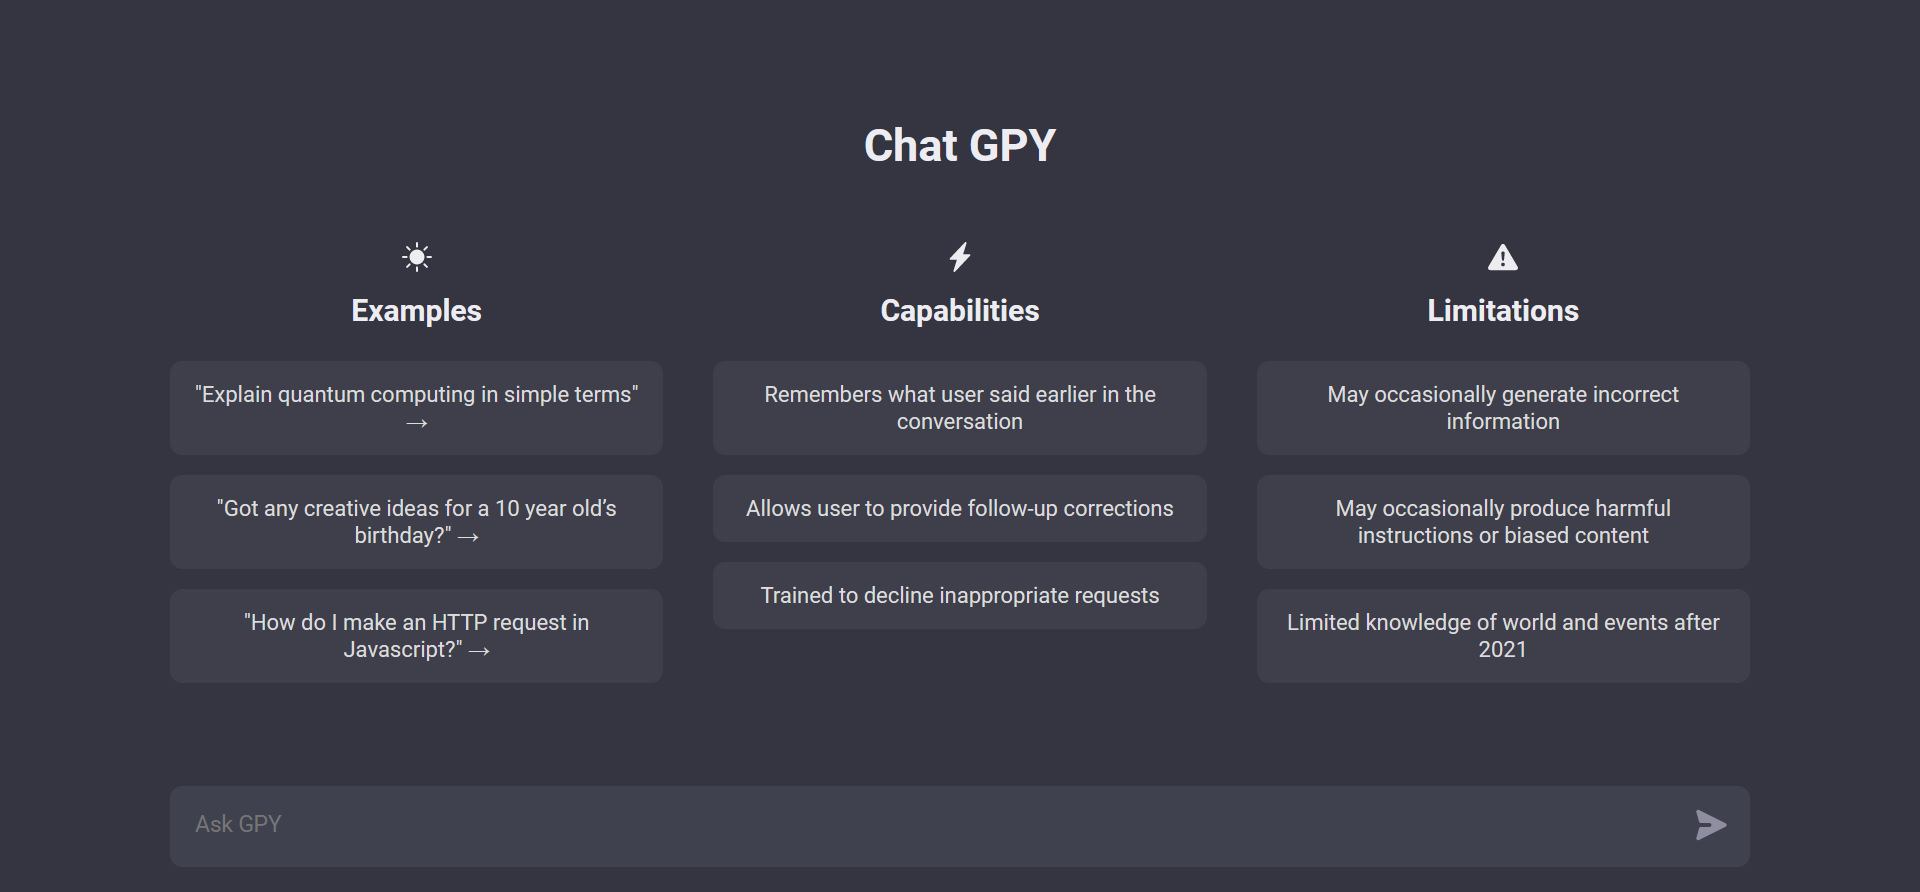 Chat GPY
Examples
"Explain quantum computing in simple terms"
→
"Got any creative ideas for a 10 year old’s
birthday?" →
"How do I make an HTTP request in
Javascript?" →
Capabilities
Remembers what user said earlier in the
conversation
Allows user to provide follow-up corrections
Trained to decline inappropriate requests
Limitations
May occasionally generate incorrect
information
May occasionally produce harmful
instructions or biased content
Limited knowledge of world and events after
2021
Ask GPY